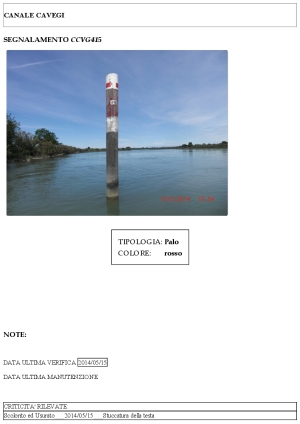 CANALE CAVEGI
SEGNALAMENTO CCVG415
TIPOLOGIA: Palo
COLORE: rosso
NOTE:
DATA ULTIMA VERIFICA 2014/05/15
DATA ULTIMA MANUTENZIONE
CRITICITA' RILEVATE
Scolorito ed Usurato 2014/05/15 Stuccatura della testa